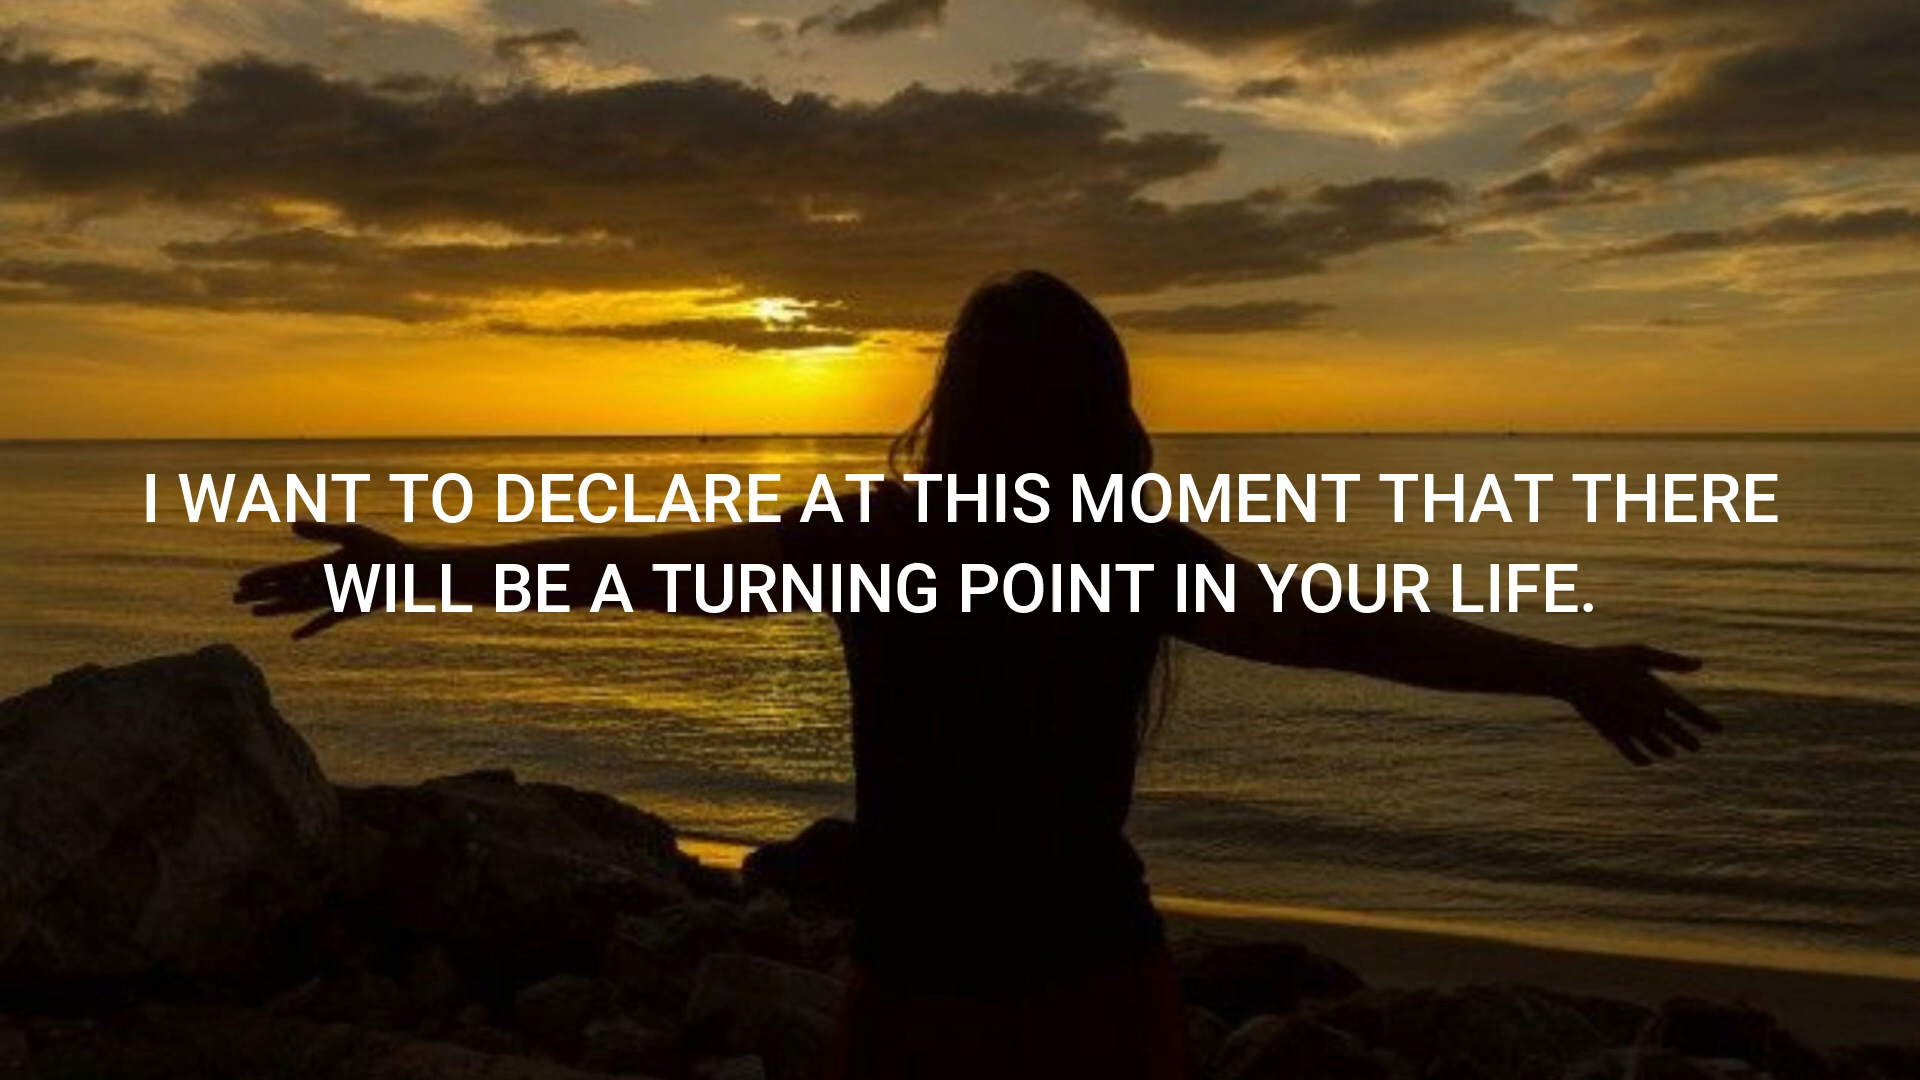 I WANT TO DECLARE AT THIS MOMENT THAT THERE
WILL BE A TURNING POINT IN YOUR LIFE.